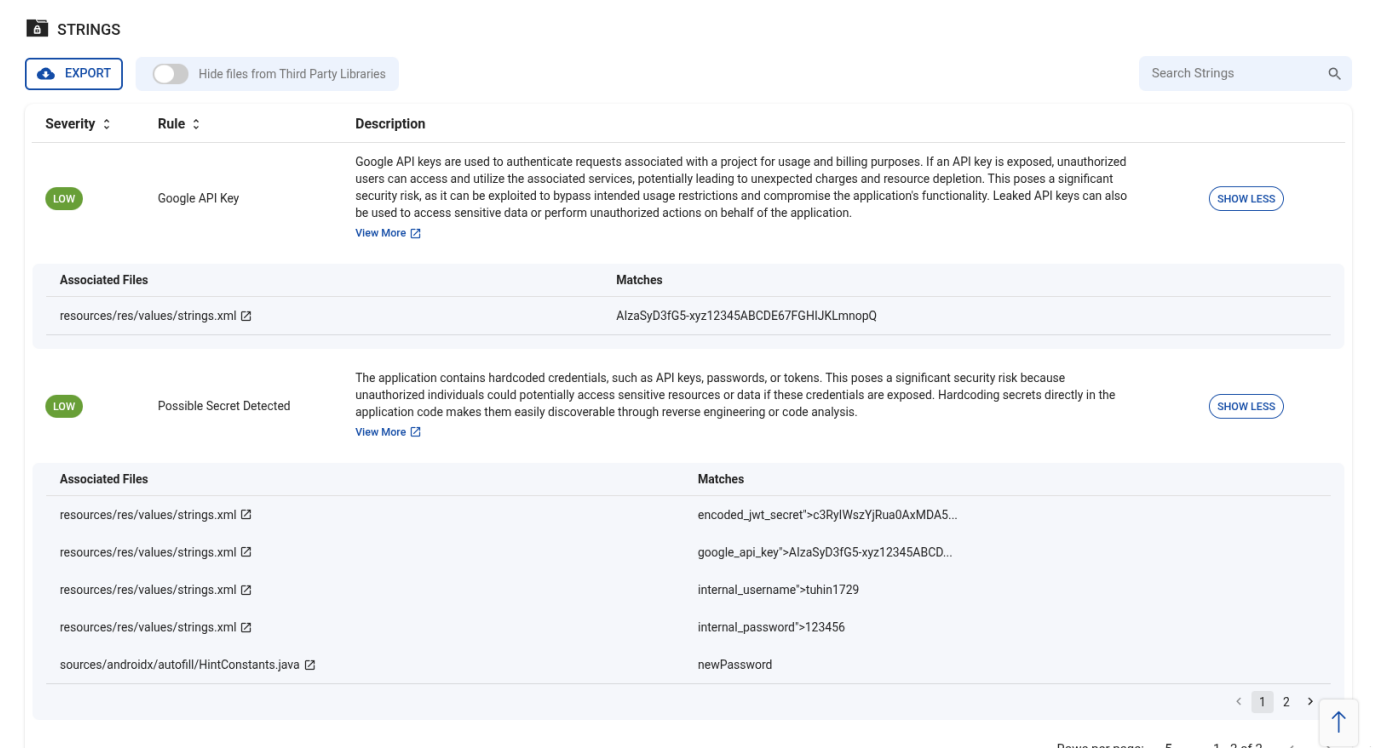 STRINGS
EXPORT
Hide files from Third Party Libraries
Search Strings
Severity Rule Description
Google API keys are used to authenticate requests associated with a project for usage and billing purposes. If an API key is exposed, unauthorized
users can access and utilize the associated services, potentially leading to unexpected charges and resource depletion. This poses a significant
LOW Google API Key SHOW LESS
security risk, as it can be exploited to bypass intended usage restrictions and compromise the application's functionality. Leaked API keys can also
be used to access sensitive data or perform unauthorized actions on behalf of the application.
View More
Associated Files Matches
resources/res/values/strings.xml AIzaSyD3fG5-xyz12345ABCDE67FGHIJKLmnopQ
The application contains hardcoded credentials, such as API keys, passwords, or tokens. This poses a significant security risk because
unauthorized individuals could potentially access sensitive resources or data if these credentials are exposed. Hardcoding secrets directly in the
LOW Possible Secret Detected SHOW LESS
application code makes them easily discoverable through reverse engineering or code analysis.
View More
Associated Files Matches
resources/res/values/strings.xml encoded_jwt_secret">c3RyIWszYjRua0AxMDA5...
resources/res/values/strings.xml google_api_key">AIzaSyD3fG5-xyz12345ABCD...
resources/res/values/strings.xml internal_username">tuhin1729
resources/res/values/strings.xml internal_password">123456
sources/androidx/autofill/HintConstants.java newPassword
1 2
Rows per page: 5 1-2 of 2